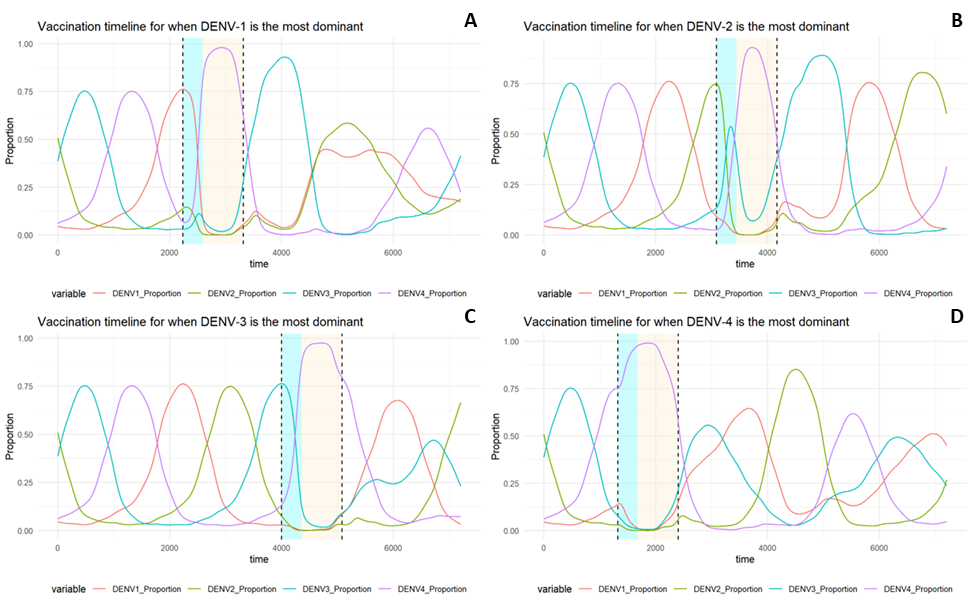 Vaccination timeline for when DENV-1 is the most dominant
A
Proportion
1.00
0.75
0.50
0.25
0.00
0
2000
4000
6000
time
variable DENV1_Proportion DENV2_Proportion DENV3_Proportion DENV4_Proportion
Vaccination timeline for when DENV-2 is the most dominant
B
Proportion
0.75
0.50
0.25
0.00
0
2000
4000
6000
time
variable DENV1_Proportion DENV2_Proportion DENV3_Proportion DENV4_Proportion
Vaccination timeline for when DENV-3 is the most dominant
C
Proportion
1.00
0.75
0.50
0.25
0.00
0
2000
4000
6000
time
variable DENV1_Proportion DENV2_Proportion DENV3_Proportion DENV4_Proportion
Vaccination timeline for when DENV-4 is the most dominant
D
Proportion
1.00
0.75
0.50
0.25
0.00
0
2000
4000
6000
time
variable DENV1_Proportion DENV2_Proportion DENV3_Proportion DENV4_Proportion